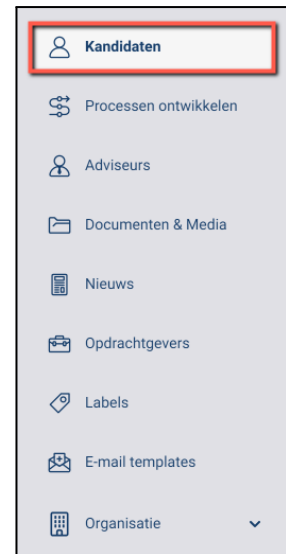 Kandidaten
Processen ontwikkelen
Adviseurs
Documenten & Media
Nieuws
Opdrachtgevers
Labels
E-mail templates
Organisatie